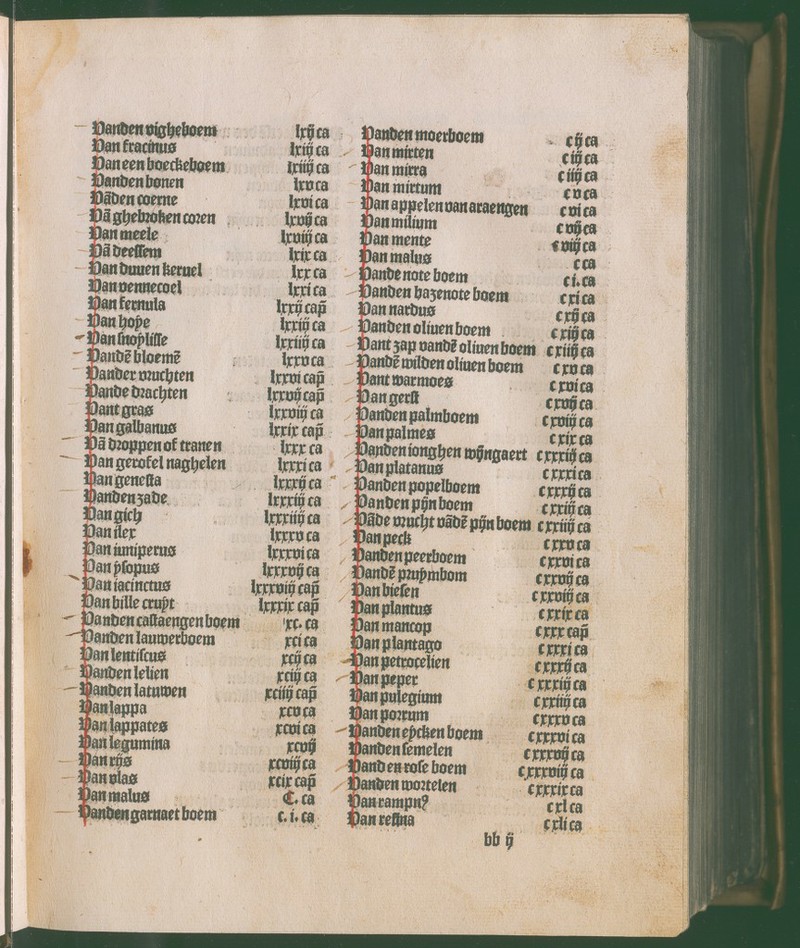 Vanden vigheboem lxij ca
Van fracinus lxiij ca
Van een boeckeboem lxiiij ca
Vanden bonen lxv ca
Vādē coerne lxvi ca
Vā ghebroken coren lxvij ca
Van meele lxviij ca
Vā deeſſem lxix ca
Van duuen keruel lxx ca
Van vennecoel lxxi ca
Van fernula lxxij cap̄
Van hop̈e lxxiij ca
Van ſnop̈liſſe lxxiiij ca
Vandē bloemē lxxv ca
Vander vruchten lxxvi cap̄
Vande drachten lxxvij cap̄
Vant gras lxxviij ca
Van galbanus lxxix cap̄
Vā droppen of tranen lxxx ca
Van gerofel naghelen lxxxi ca
Van geneſta lxxxij ca
Vanden zade lxxxiij ca
Van gich lxxxiiij ca
Van ilex lxxxv ca
Van iuniperus lxxxvi ca
Van ÿſopus lxxxvij ca
Van iacinctus lxxxviij cap̄
Van bille cruÿt lxxxix cap̄
Vanden caſtaengen boem xc. ca
Vanden lauwerboem xci ca
Van lentiſcus xcij ca
Vanden lelien xciij ca
Vanden latuwen xciiij cap̄
Van lappa xcv ca
Van lappates xcvi ca
Van legumina xcvij
Van rijs xcviij ca
Van vlas xcix cap̄
Van malus C. ca
Vanden garnaet boem c. i. ca
Vanden moerboem c ij ca
Van mirten c iij ca
Van mirra c iiij ca
Van mirtum c v ca
Van appelen van araengen c vi ca
Van milium c vij ca
Van mente c viij ca
Van malus c ca
Vande note boem c i. ca
Vanden hazenote boem c xi ca
Van nardus c xij ca
Vanden oliuen boem c xiij ca
Vant zap vandē oliuen boem c xiiij ca
Vandē wilden oliuen boem c xv ca
Vant warmoes c xvi ca
Van gerſt c xvij ca
Vanden palmboem c xviij ca
Van palmes c xix ca
Vanden ionghen wijngaert c xxxiij ca
Van platanus c xxxi ca
Vanden popelboem c xxxij ca
Vanden pijn boem c xxiij ca
Vāde vrucht vādē pijn boem c xxiiij ca
Van peck c xxv ca
Vanden peerboem c xxvi ca
Vandē pruÿmbom c xxvij ca
Van bieſen c xxviij ca
Van plantus c xxix ca
Van mancop c xxx cap̄
Van plantago c xxxi ca
Van petrocelien c xxxij ca
Van peper c xxxiij ca
Van pulegium c xxiiij ca
Van porrum c xxxv ca
Vanden eÿcken boem c xxxvi ca
Vanden ſemelen c xxxvij ca
Vand en roſe boem c xxxviij ca
Vanden wortelen c xxxix ca
Van rampnꝰ c xl ca
Van reſina c xli ca
bb ij